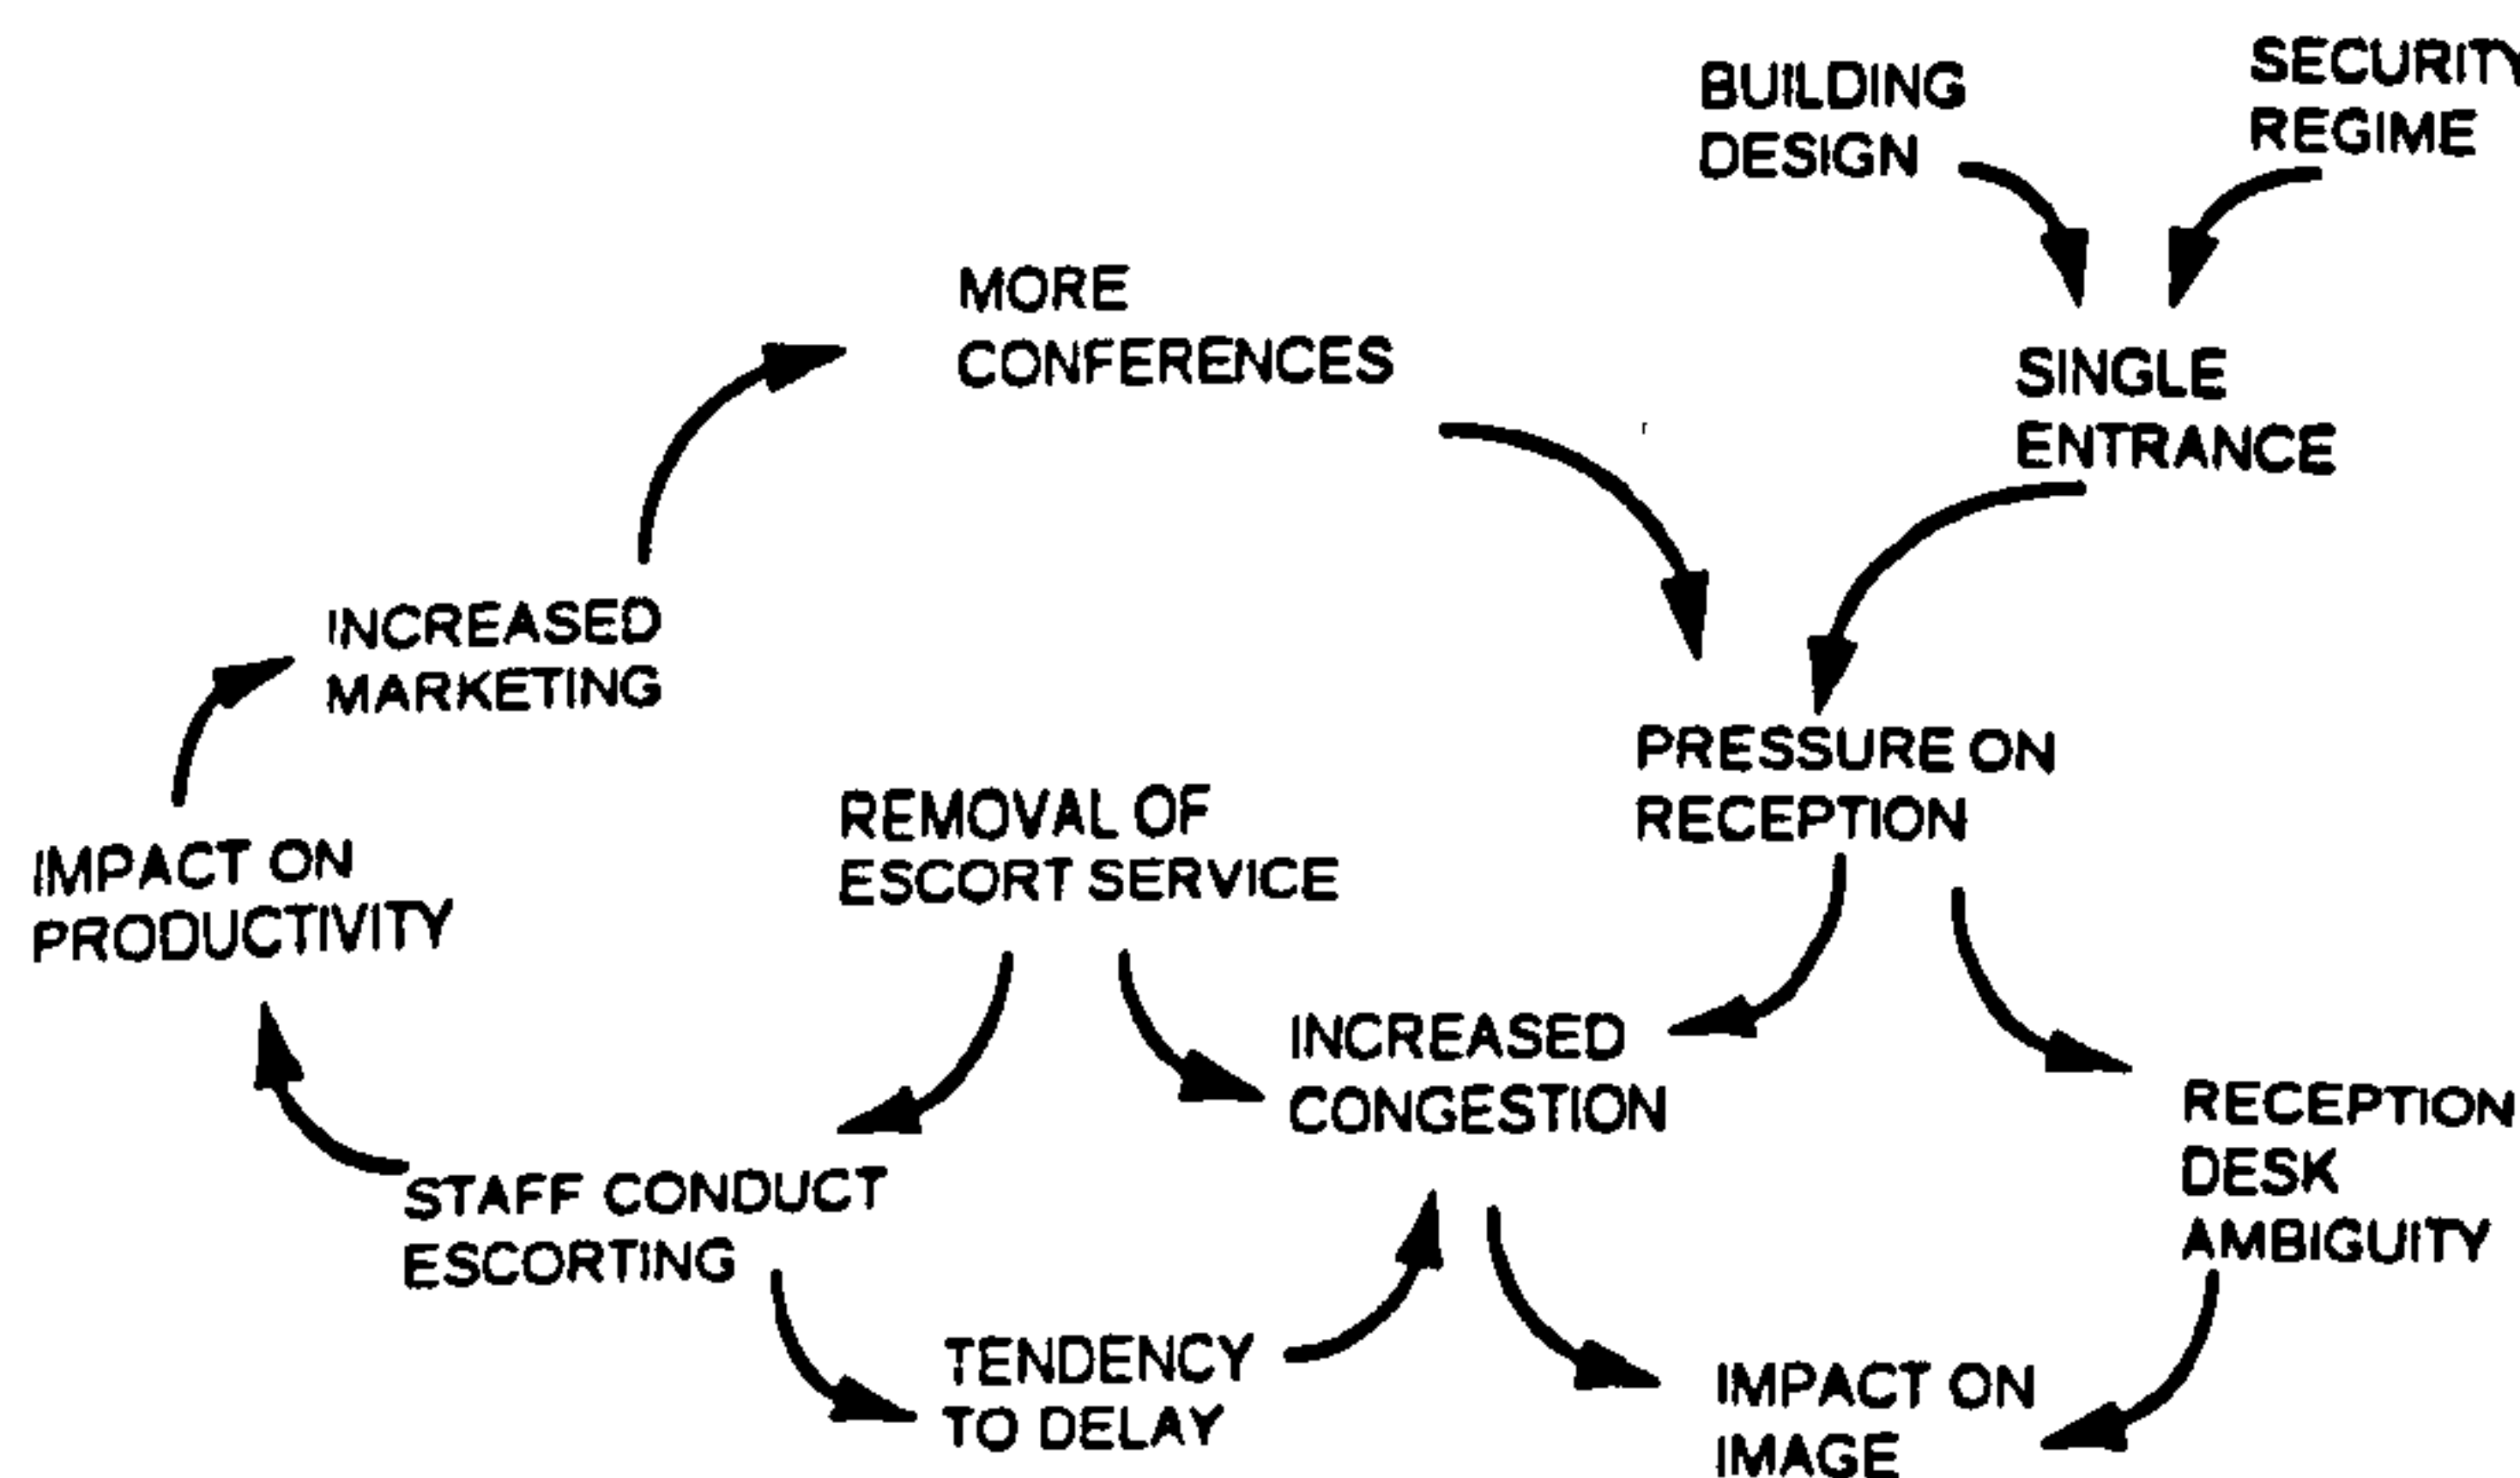 BUILDING
DESIGN
SECURITY
REGIME
MORE
CONFERENCES
SINGLE
ENTRANCE
INCREASED
MARKETING
PRESSURE ON
RECEPTION
REMOVAL OF
ESCORT SERVICE
IMPACT ON
PRODUCTIVITY
INCREASED
CONGESTION
RECEPTION
DESK
AMBIGUITY
STAFF CONDUCT
ESCORTING
TENDENCY
TO DELAY
IMPACT ON
IMAGE